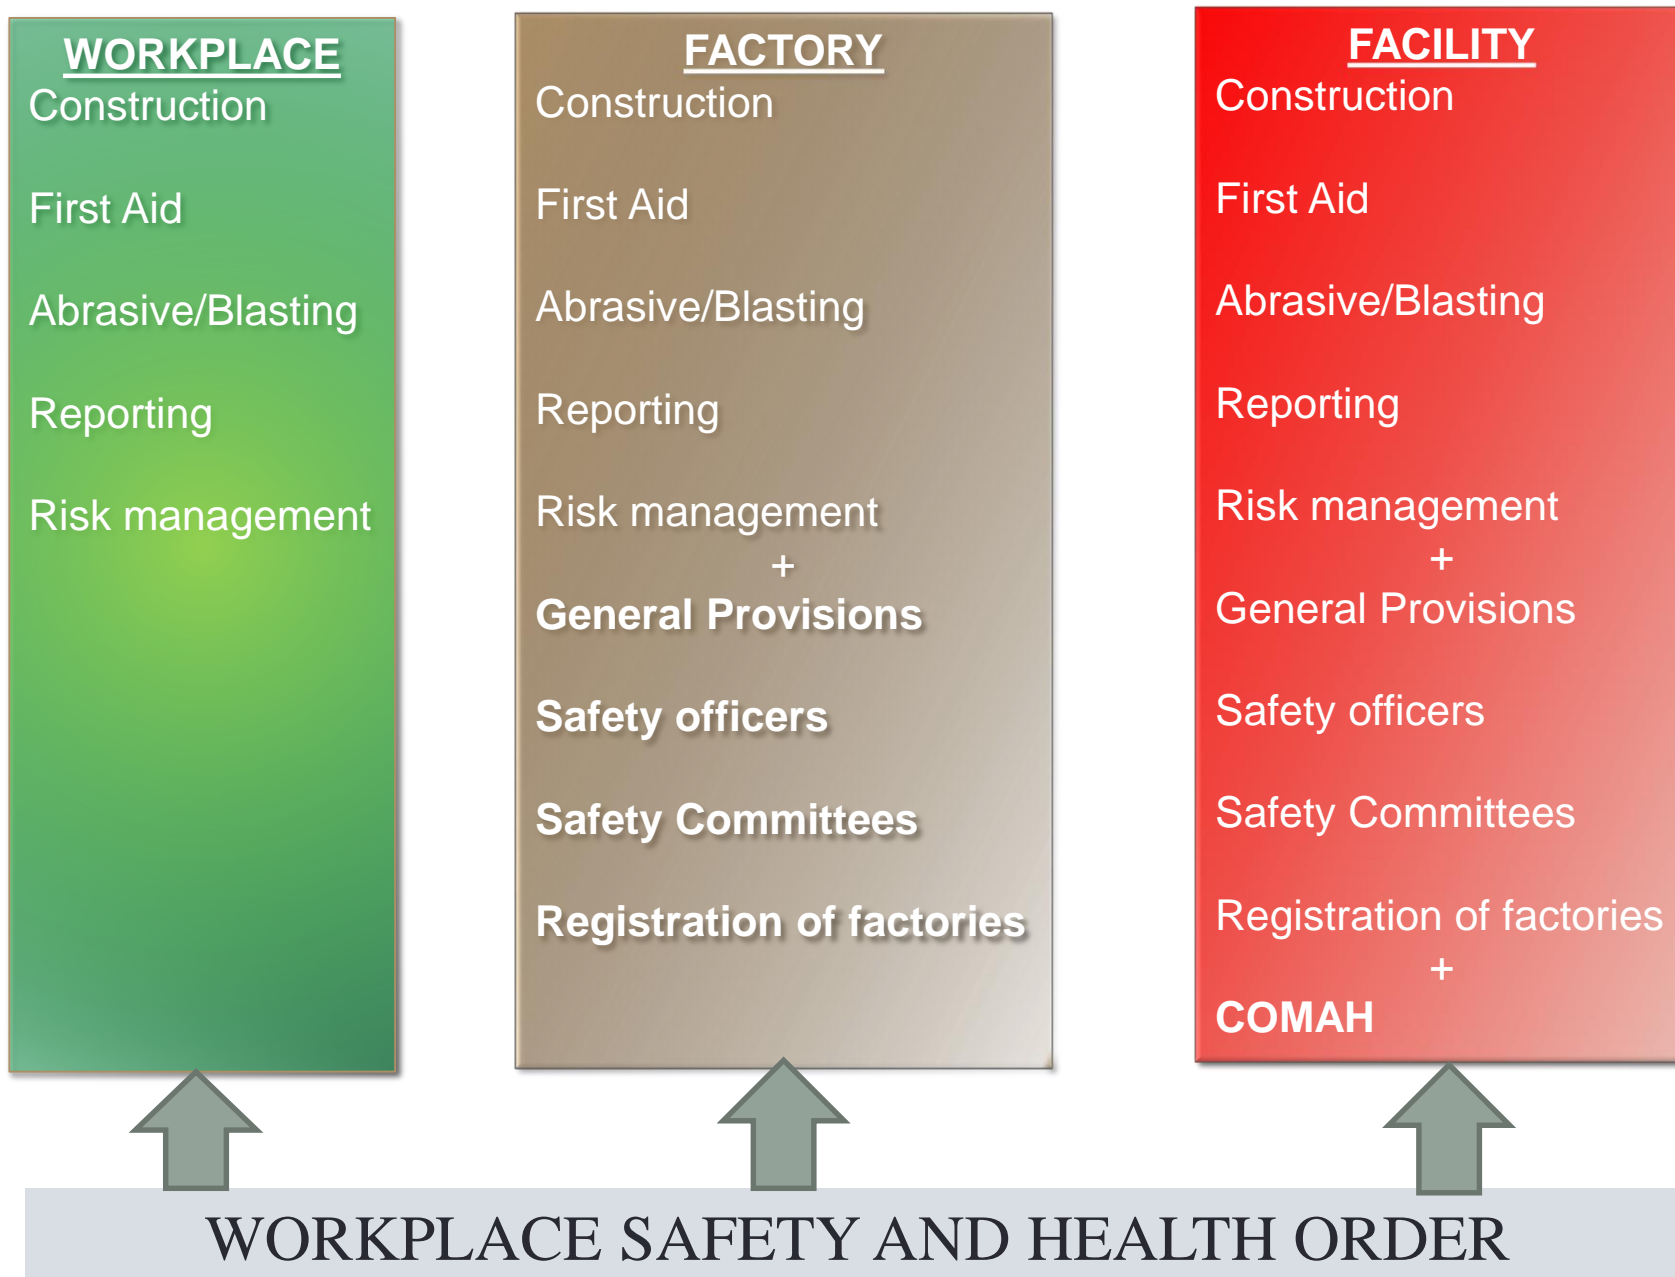 WORKPLACE
Construction
First Aid
Abrasive/Blasting
Reporting
Risk management
FACTORY
Construction
First Aid
Abrasive/Blasting
Reporting
Risk management
+
General Provisions
Safety officers
Safety Committees
Registration of factories
FACILITY
Construction
First Aid
Abrasive/Blasting
Reporting
Risk management
+
General Provisions
Safety officers
Safety Committees
Registration of factories
+
COMAH
WORKPLACE SAFETY AND HEALTH ORDER